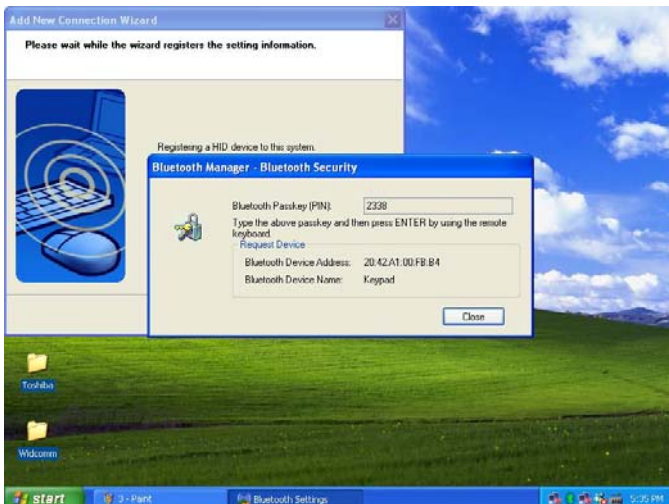 Add New Connection Wizard
Please wait while the wizard registers the setting information.
Registering a HID device to this system.
Bluetooth Manager - Bluetooth Security
Bluetooth Passkey (PIN): 2338
Type the above passkey and then press ENTER by using the remote
keyboard.
Request Device
Bluetooth Device Address: 20:42:A1:00:FB:B4
Bluetooth Device Name: Keypad
Close
Toshiba
Widcomm
start
3 - Paint
Bluetooth Settings
5:35 PM